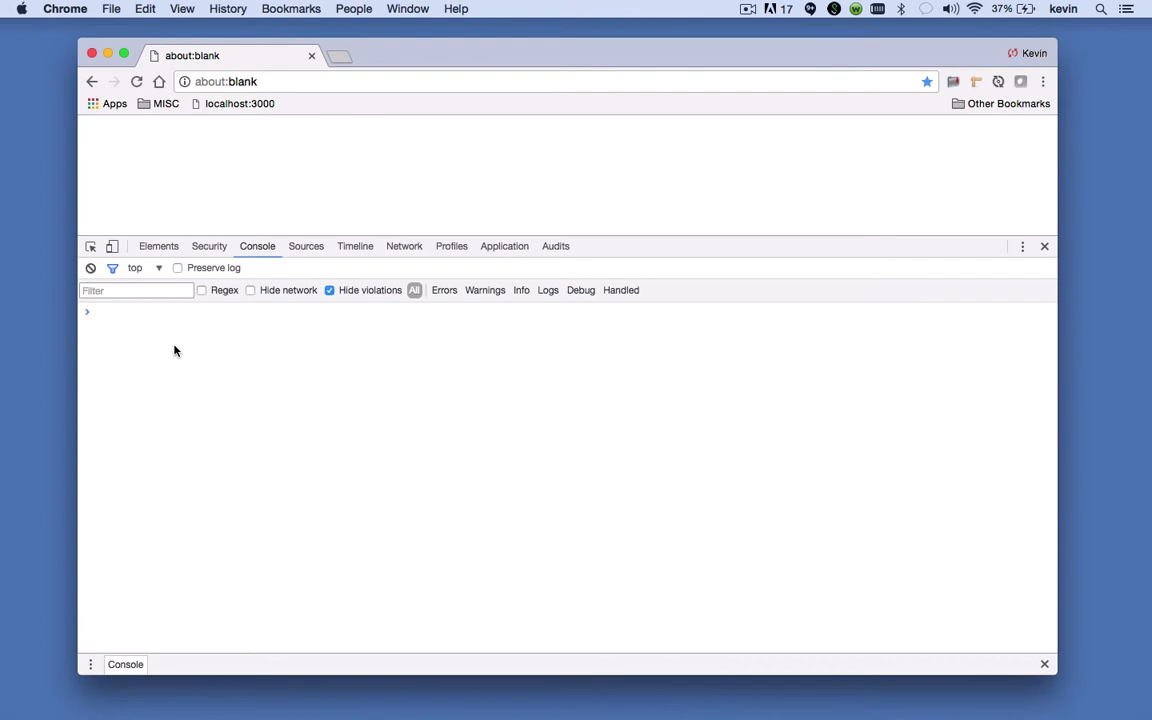 Chrome File Edit View History Bookmarks People Window Help 17 37% kevin
about:blank Kevin
about:blank
Apps MISC localhost:3000 Other Bookmarks
Elements Security Console Sources Timeline Network Profiles Application Audits
top Preserve log
Filter Regex Hide network Hide violations All Errors Warnings Info Logs Debug Handled
Console